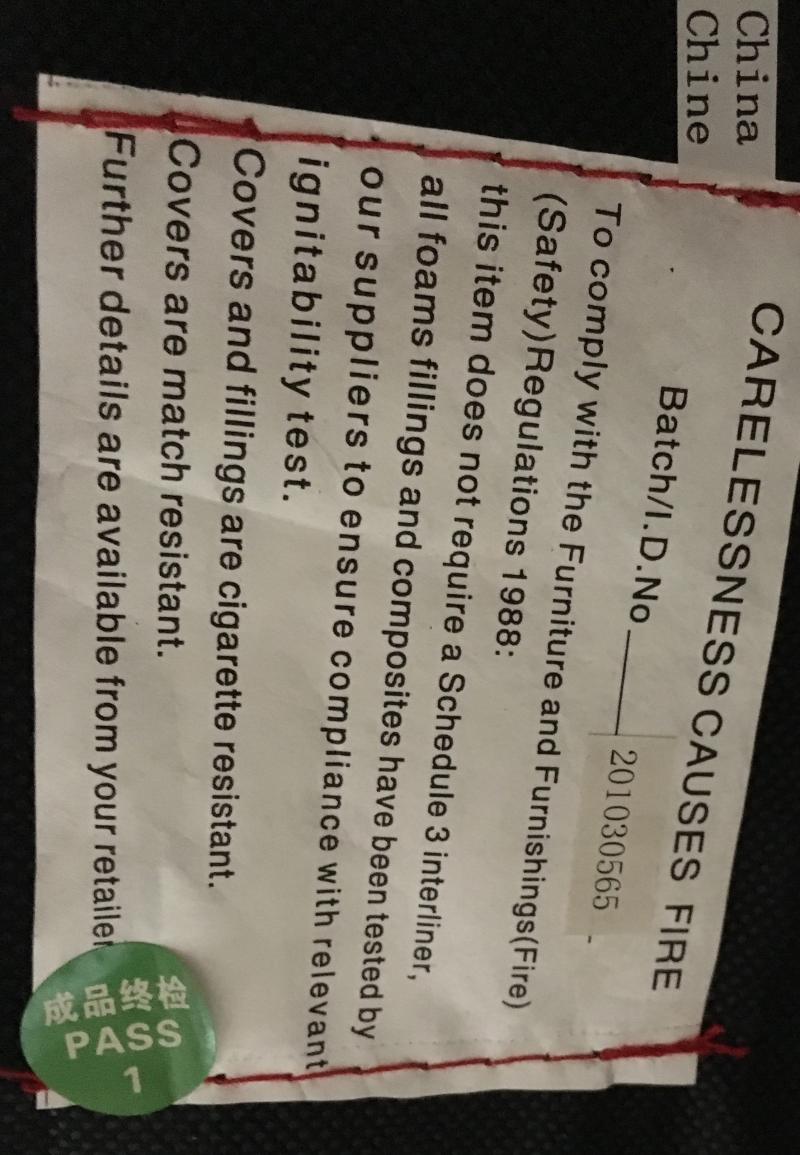 China
Chine
CARELESSNESS CAUSES FIRE
Batch/I.D.No 201030565
To comply with the Furniture and Furnishings(Fire)
(Safety)Regulations 1988:
this item does not require a Schedule 3 interliner,
all foams fillings and composites have been tested by
our suppliers to ensure compliance with relevant
ignitability test.
Covers and fillings are cigarette resistant.
Covers are match resistant.
Further details are available from your retailer
成品终检
PASS
1